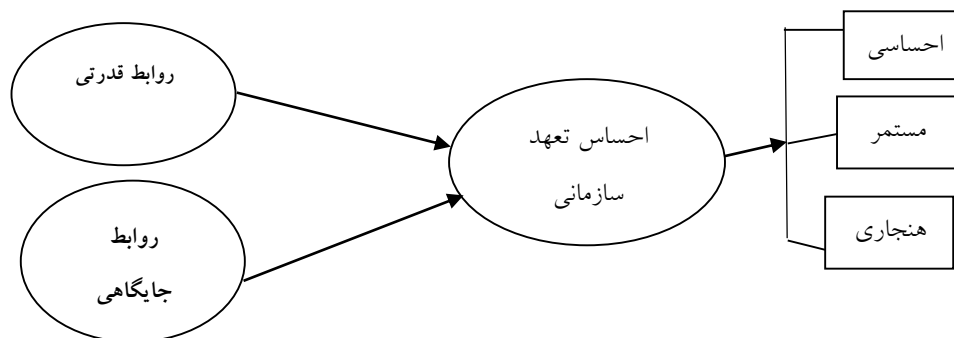 روابط قدرتی
روابط
جایگاهی
احساس تعهد
سازمانی
احساسی
مستمر
هنجاری